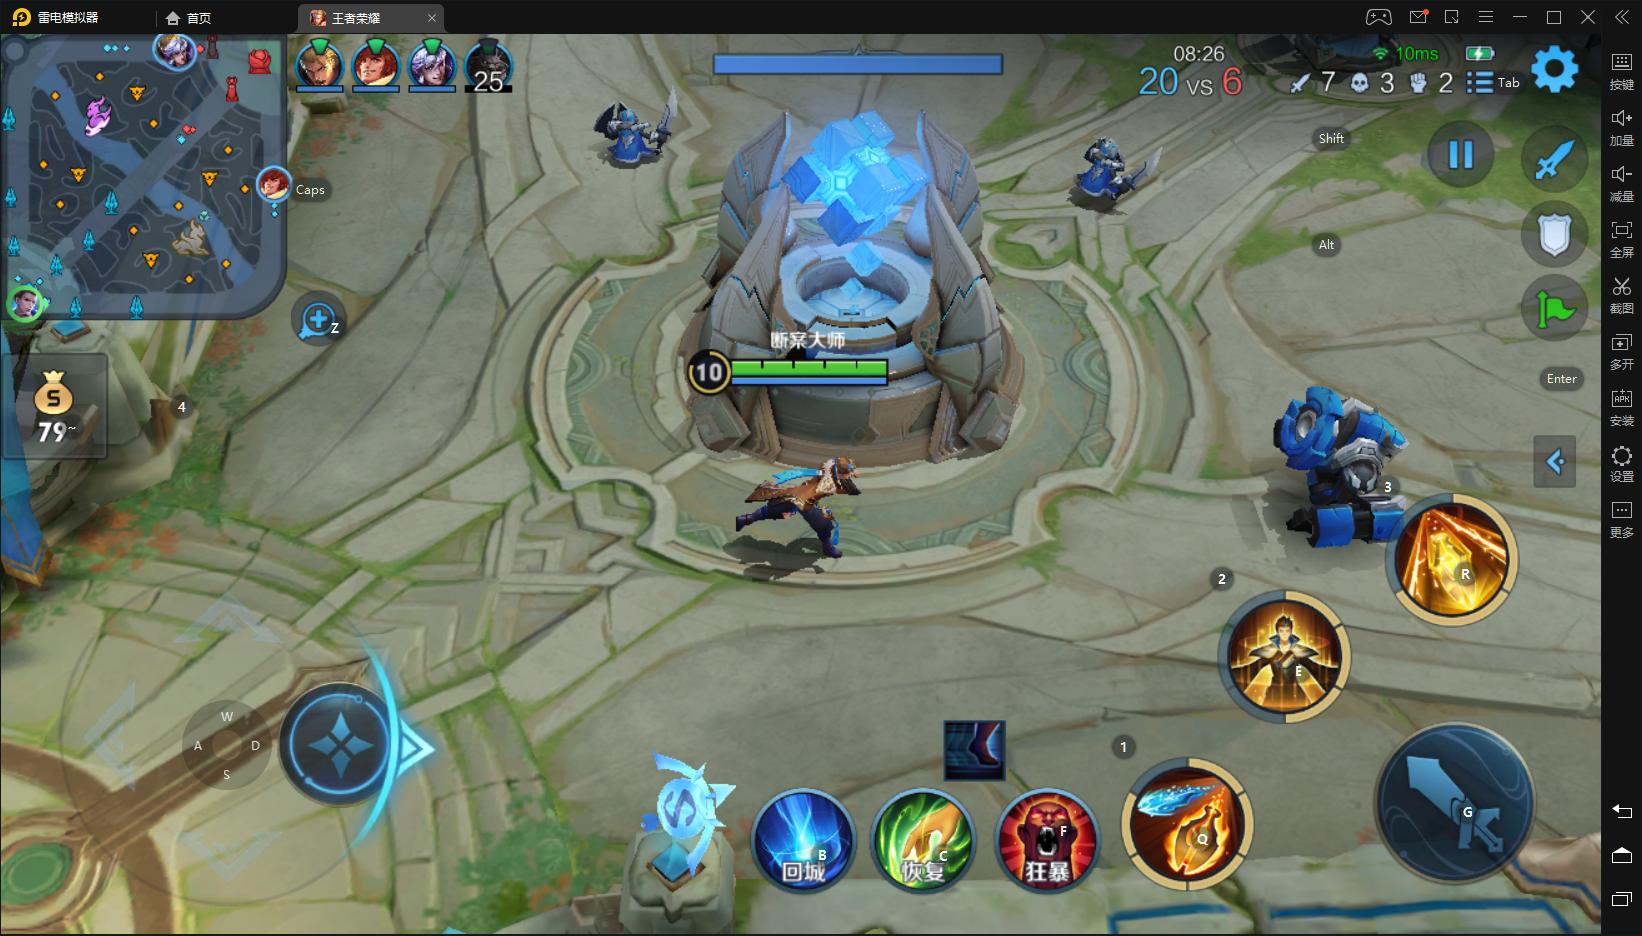 雷电模拟器
首页
王者荣耀
25
08:26
10ms
20 vs 6
7 3 2
Tab
Shift
Alt
Enter
Caps
Z
S
79~
4
断案大师
10
3
R
2
E
1
Q
G
W
A D
S
B
回城
C
恢复
F
狂暴
按键
加量
减量
全屏
截图
多开
APK
安装
设置
更多